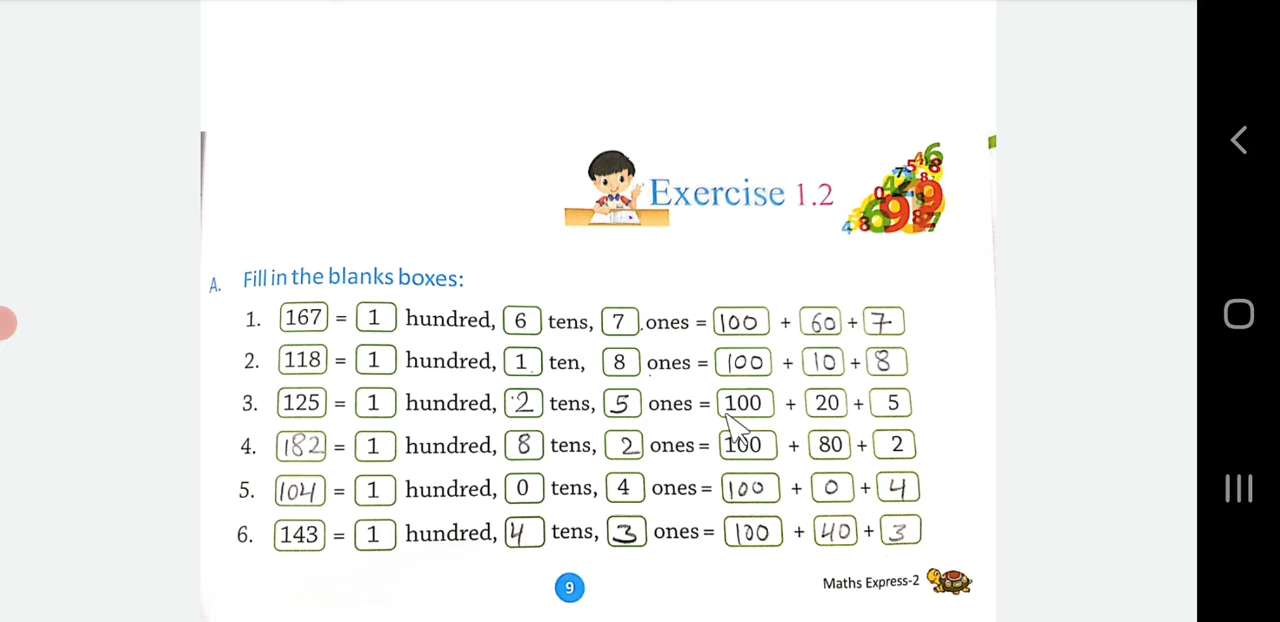 Exercise 1.2
A. Fill in the blanks boxes:
1. 167 = 1 hundred, 6 tens, 7 ones = 100 + 60 + 7
2. 118 = 1 hundred, 1 ten, 8 ones = 100 + 10 + 8
3. 125 = 1 hundred, 2 tens, 5 ones = 100 + 20 + 5
4. 182 = 1 hundred, 8 tens, 2 ones = 100 + 80 + 2
5. 104 = 1 hundred, 0 tens, 4 ones = 100 + 0 + 4
6. 143 = 1 hundred, 4 tens, 3 ones = 100 + 40 + 3
9
Maths Express-2